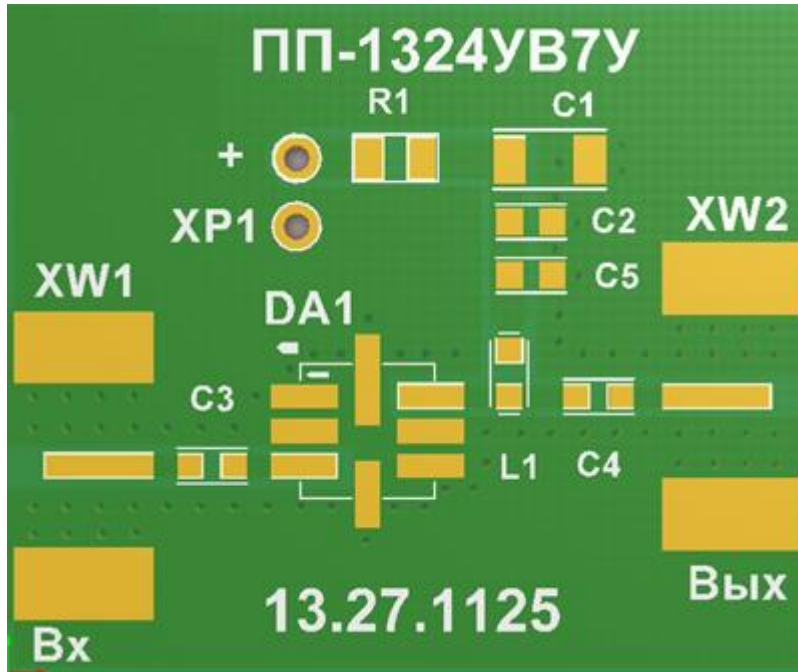 ПП-1324УВ7У
R1
C1
+
XP1
C2
XW2
C5
XW1
DA1
C3
L1
C4
13.27.1125
Вых
Вх